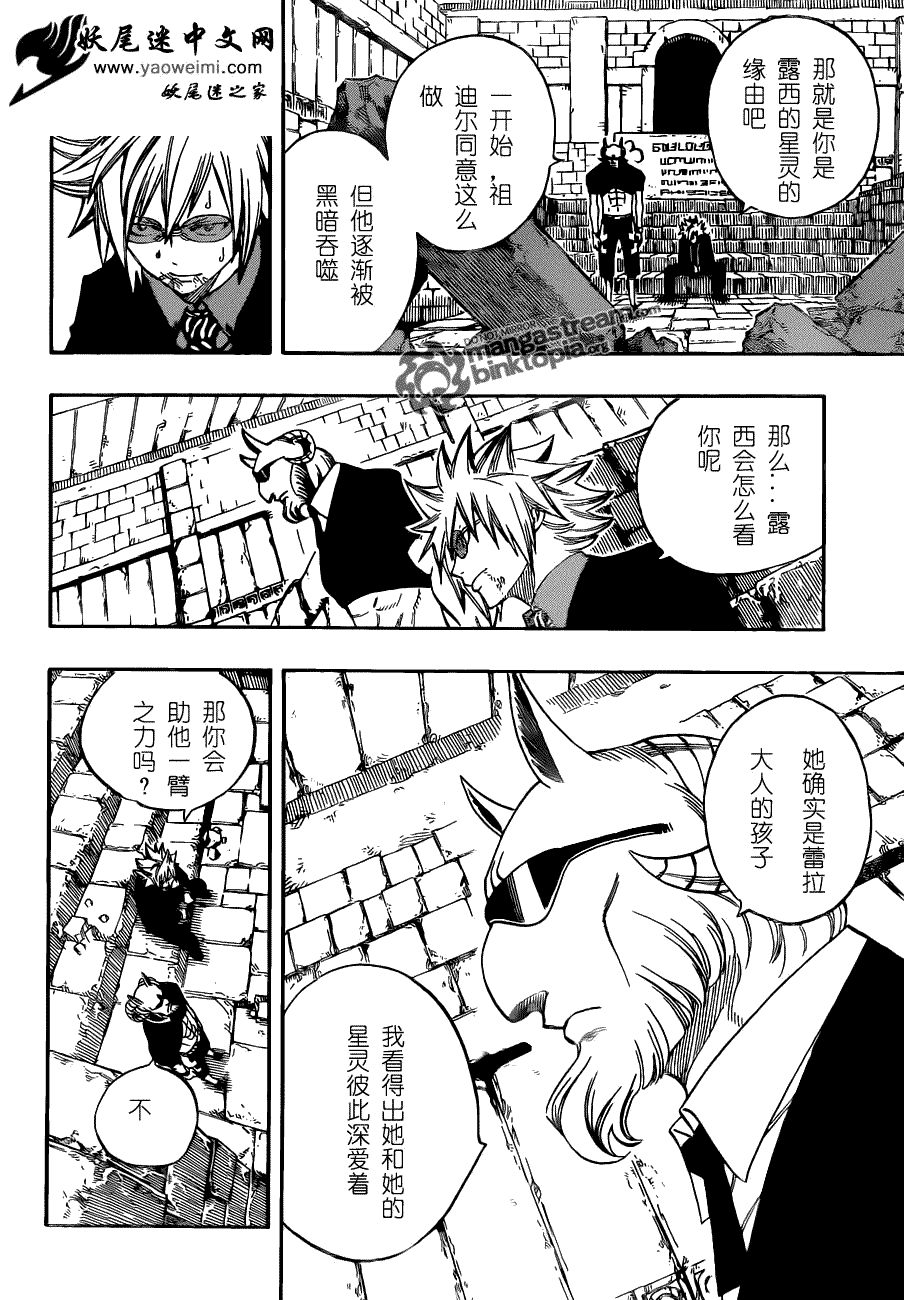 妖尾迷中文网
www.yaoweimi.com
妖尾迷之家
那就是你是
露西的星灵的
缘由吧
一开始,祖
迪尔同意这么
做
但他逐渐被
黑暗吞噬
DO NOT MIRROR
mangastream.com
binktopia.org
那么...露
西会怎么看
你呢
她确实是蕾拉
大人的孩子
我看得出她和她的
星灵彼此深爱着
那你会
助他一臂
之力吗?
不